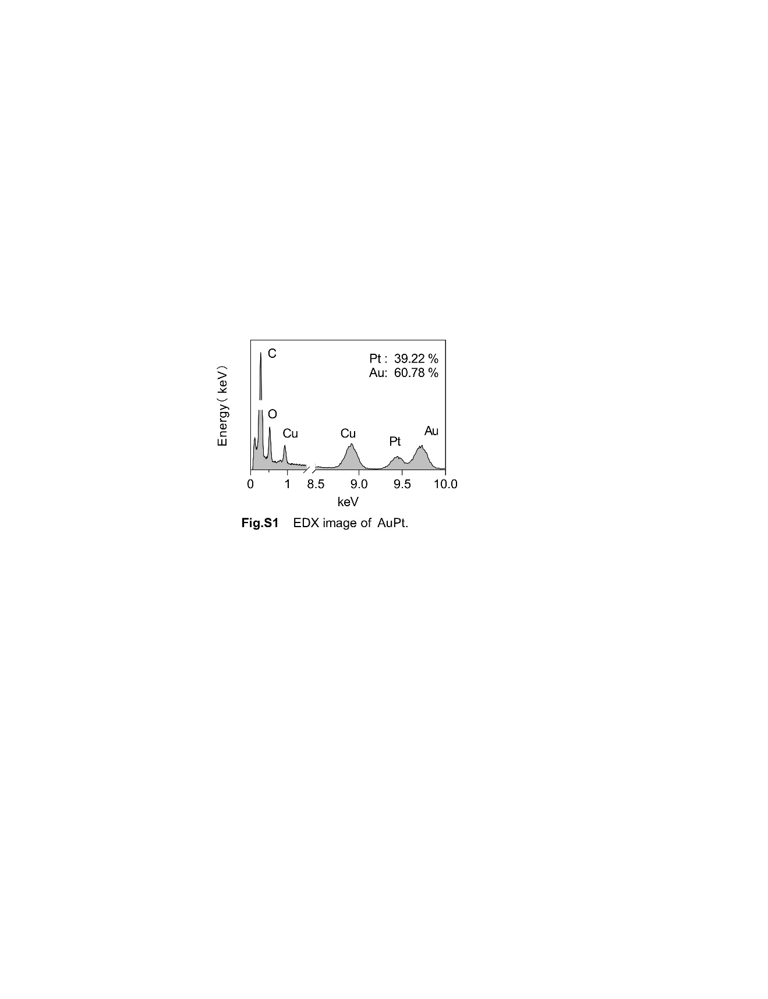 C
Pt : 39.22 %
Au: 60.78 %
Energy( keV)
O
Cu
Cu
Pt
Au
0 1 8.5 9.0 9.5 10.0
keV
Fig.S1 EDX image of AuPt.